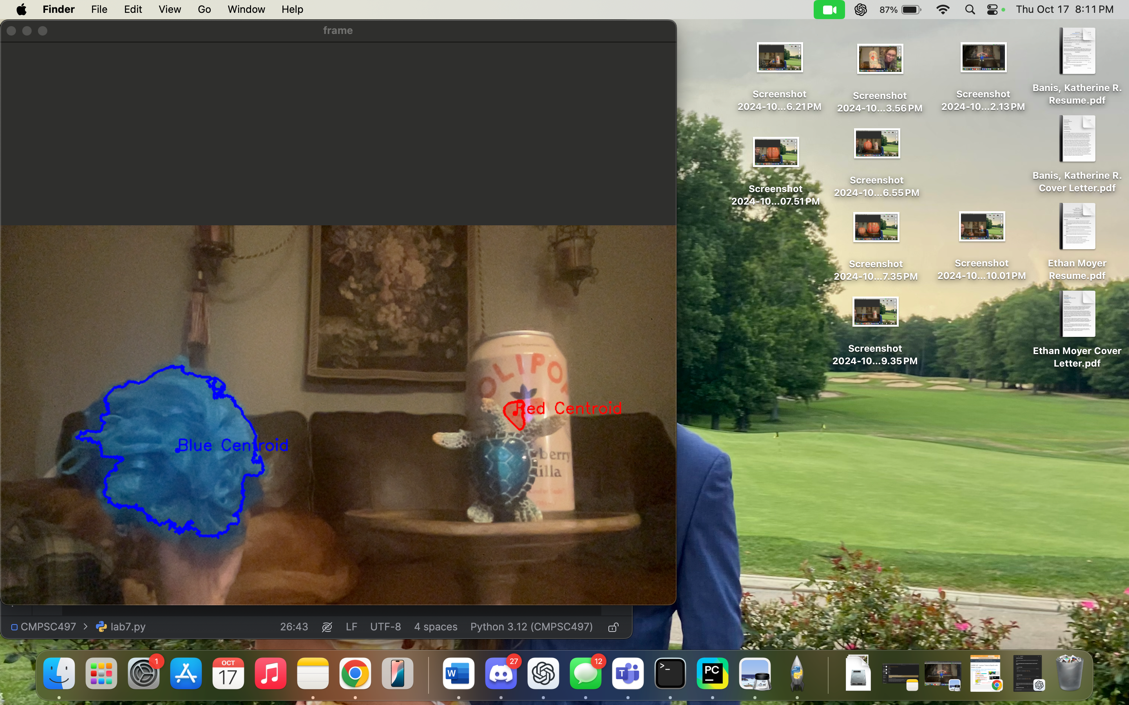 Finder File Edit View Go Window Help 87% Thu Oct 17 8:11 PM
frame
Screenshot
2024-10...6.21 PM
Screenshot
2024-10...3.56 PM
Screenshot
2024-10...2.13 PM
Banis, Katherine R.
Resume.pdf
Screenshot
2024-10...07.51 PM
Screenshot
2024-10...6.55 PM
Banis, Katherine R.
Cover Letter.pdf
Screenshot
2024-10...7.35 PM
Screenshot
2024-10...10.01 PM
Ethan Moyer
Resume.pdf
Screenshot
2024-10...9.35 PM
Ethan Moyer Cover
Letter.pdf
OLIPO
Red Centroid
Blue Centroid
berry
illa
CMPSC497 > lab7.py 26:43 LF UTF-8 4 spaces Python 3.12 (CMPSC497)
1
OCT
17
W
27
12
PC